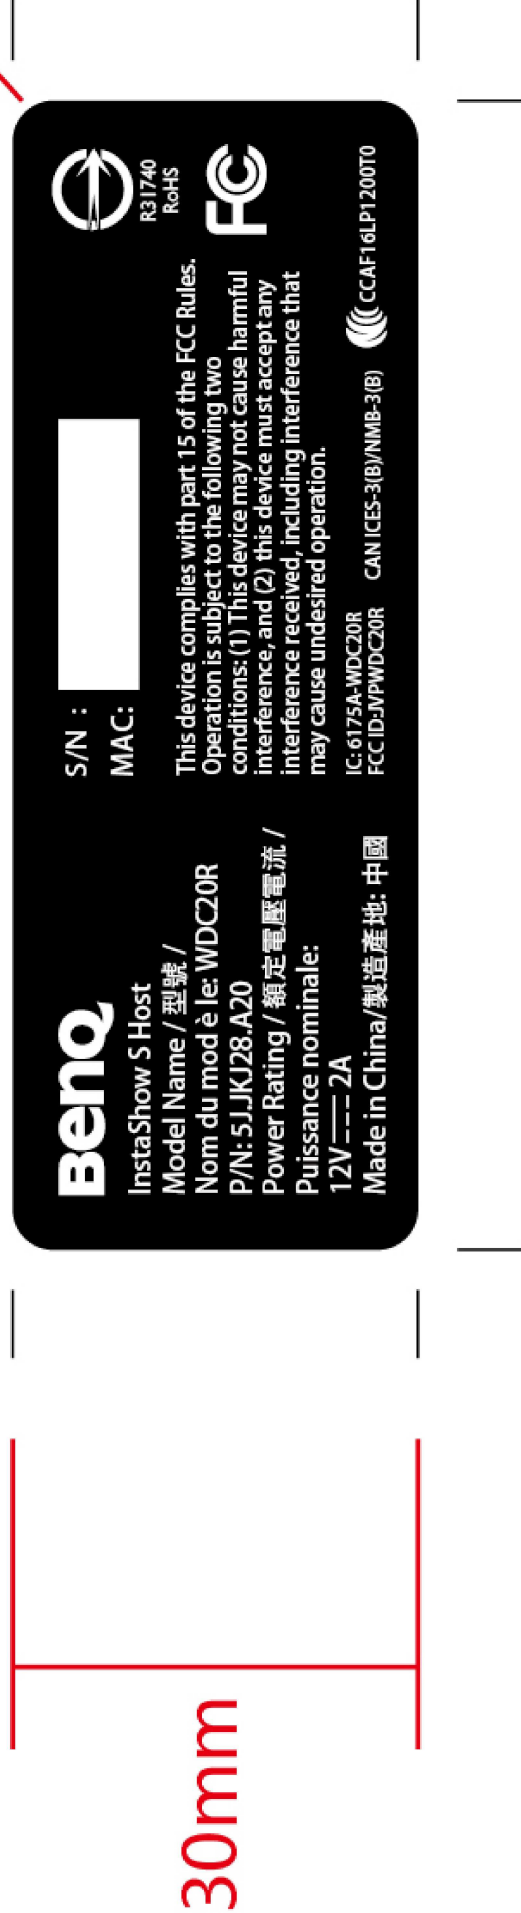 BenQ
InstaShow S Host
Model Name / 型號 /
Nom du mod è le: WDC20R
P/N: 5J.JKJ28.A20
Power Rating / 額定電壓電流 /
Puissance nominale:
12V⎓2A
Made in China/製造產地: 中國
S/N :
MAC:
This device complies with part 15 of the FCC Rules.
Operation is subject to the following two
conditions: (1) This device may not cause harmful
interference, and (2) this device must accept any
interference received, including interference that
may cause undesired operation.
IC: 6175A-WDC20R
FCC ID:JVPWDC20R
CAN ICES-3(B)/NMB-3(B)
CCAF16LP1200T0
R31740
RoHS
FC
30mm